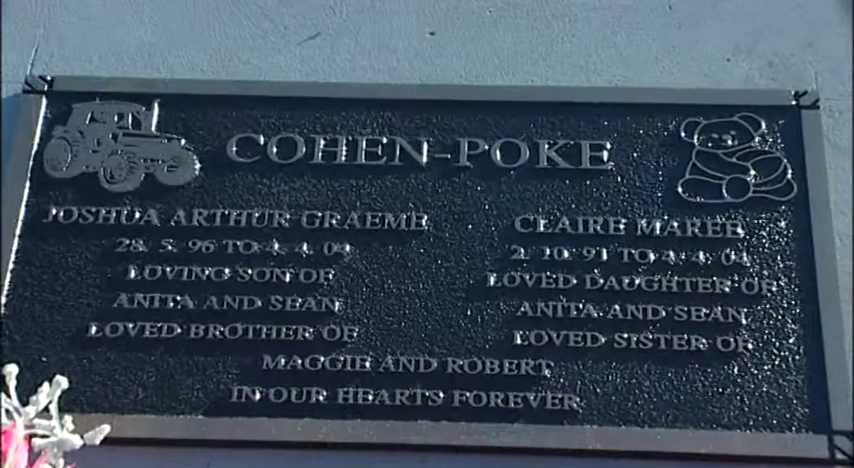 COHEN-POKE
JOSHUA ARTHUR GRAEME
28. 5. 96 TO 4. 4. 04
LOVING SON OF
ANITA AND SEAN
LOVED BROTHER OF
CLAIRE MAREE
2. 10. 91 TO 4. 4. 04
LOVED DAUGHTER OF
ANITA AND SEAN
LOVED SISTER OF
MAGGIE AND ROBERT
IN OUR HEARTS FOREVER